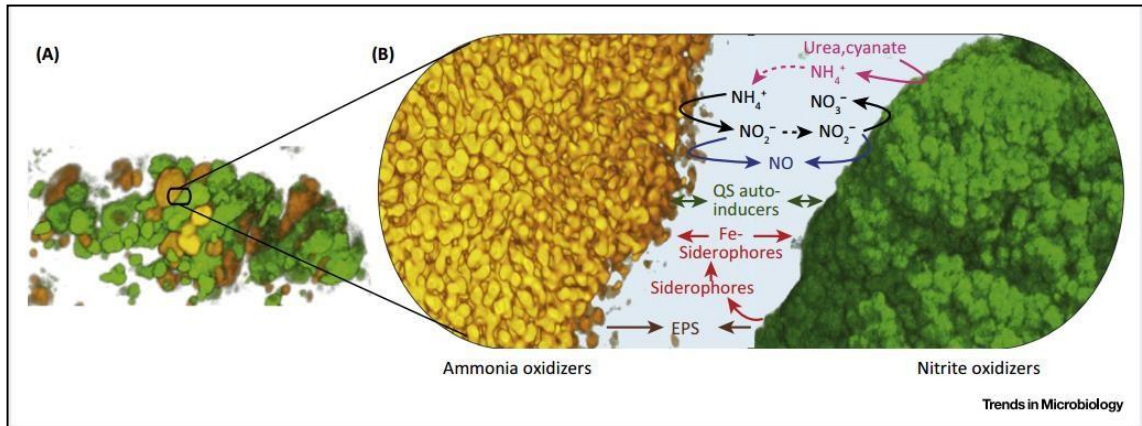 (A)
(B)
Urea,cyanate
NH₄⁺
NH₄⁺ NO₃⁻
NO₂⁻ NO₂⁻
NO
QS auto-
inducers
Fe-
Siderophores
Siderophores
EPS
Ammonia oxidizers Nitrite oxidizers
Trends in Microbiology